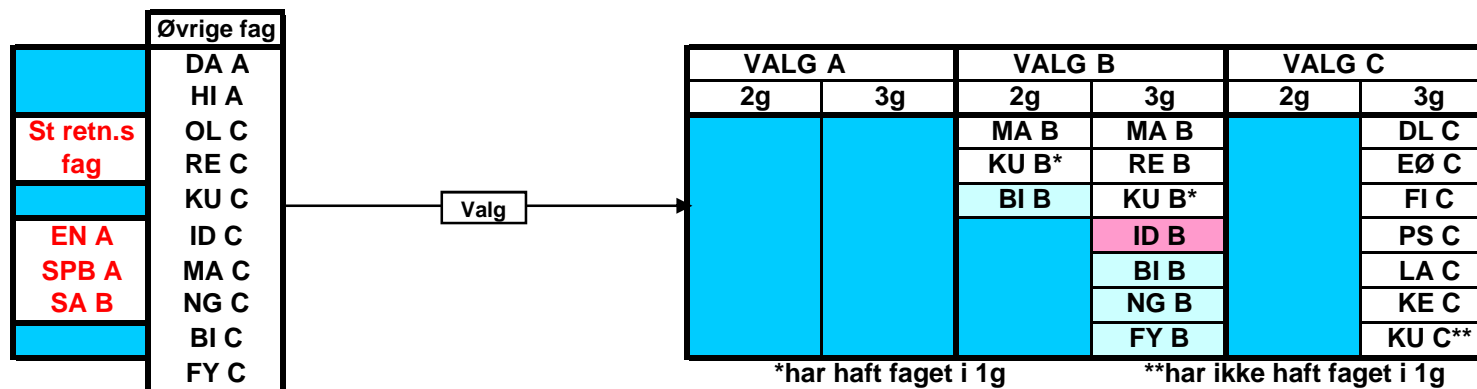 Øvrige fag
DA A VALG A VALG B VALG C
HI A 2g 3g 2g 3g 2g 3g
St retn.s OL C MA B MA B DL C
fag RE C KU B* RE B EØ C
KU C Valg BI B KU B* FI C
EN A ID C ID B PS C
SPB A MA C BI B LA C
SA B NG C NG B KE C
BI C FY B KU C**
FY C *har haft faget i 1g **har ikke haft faget i 1g